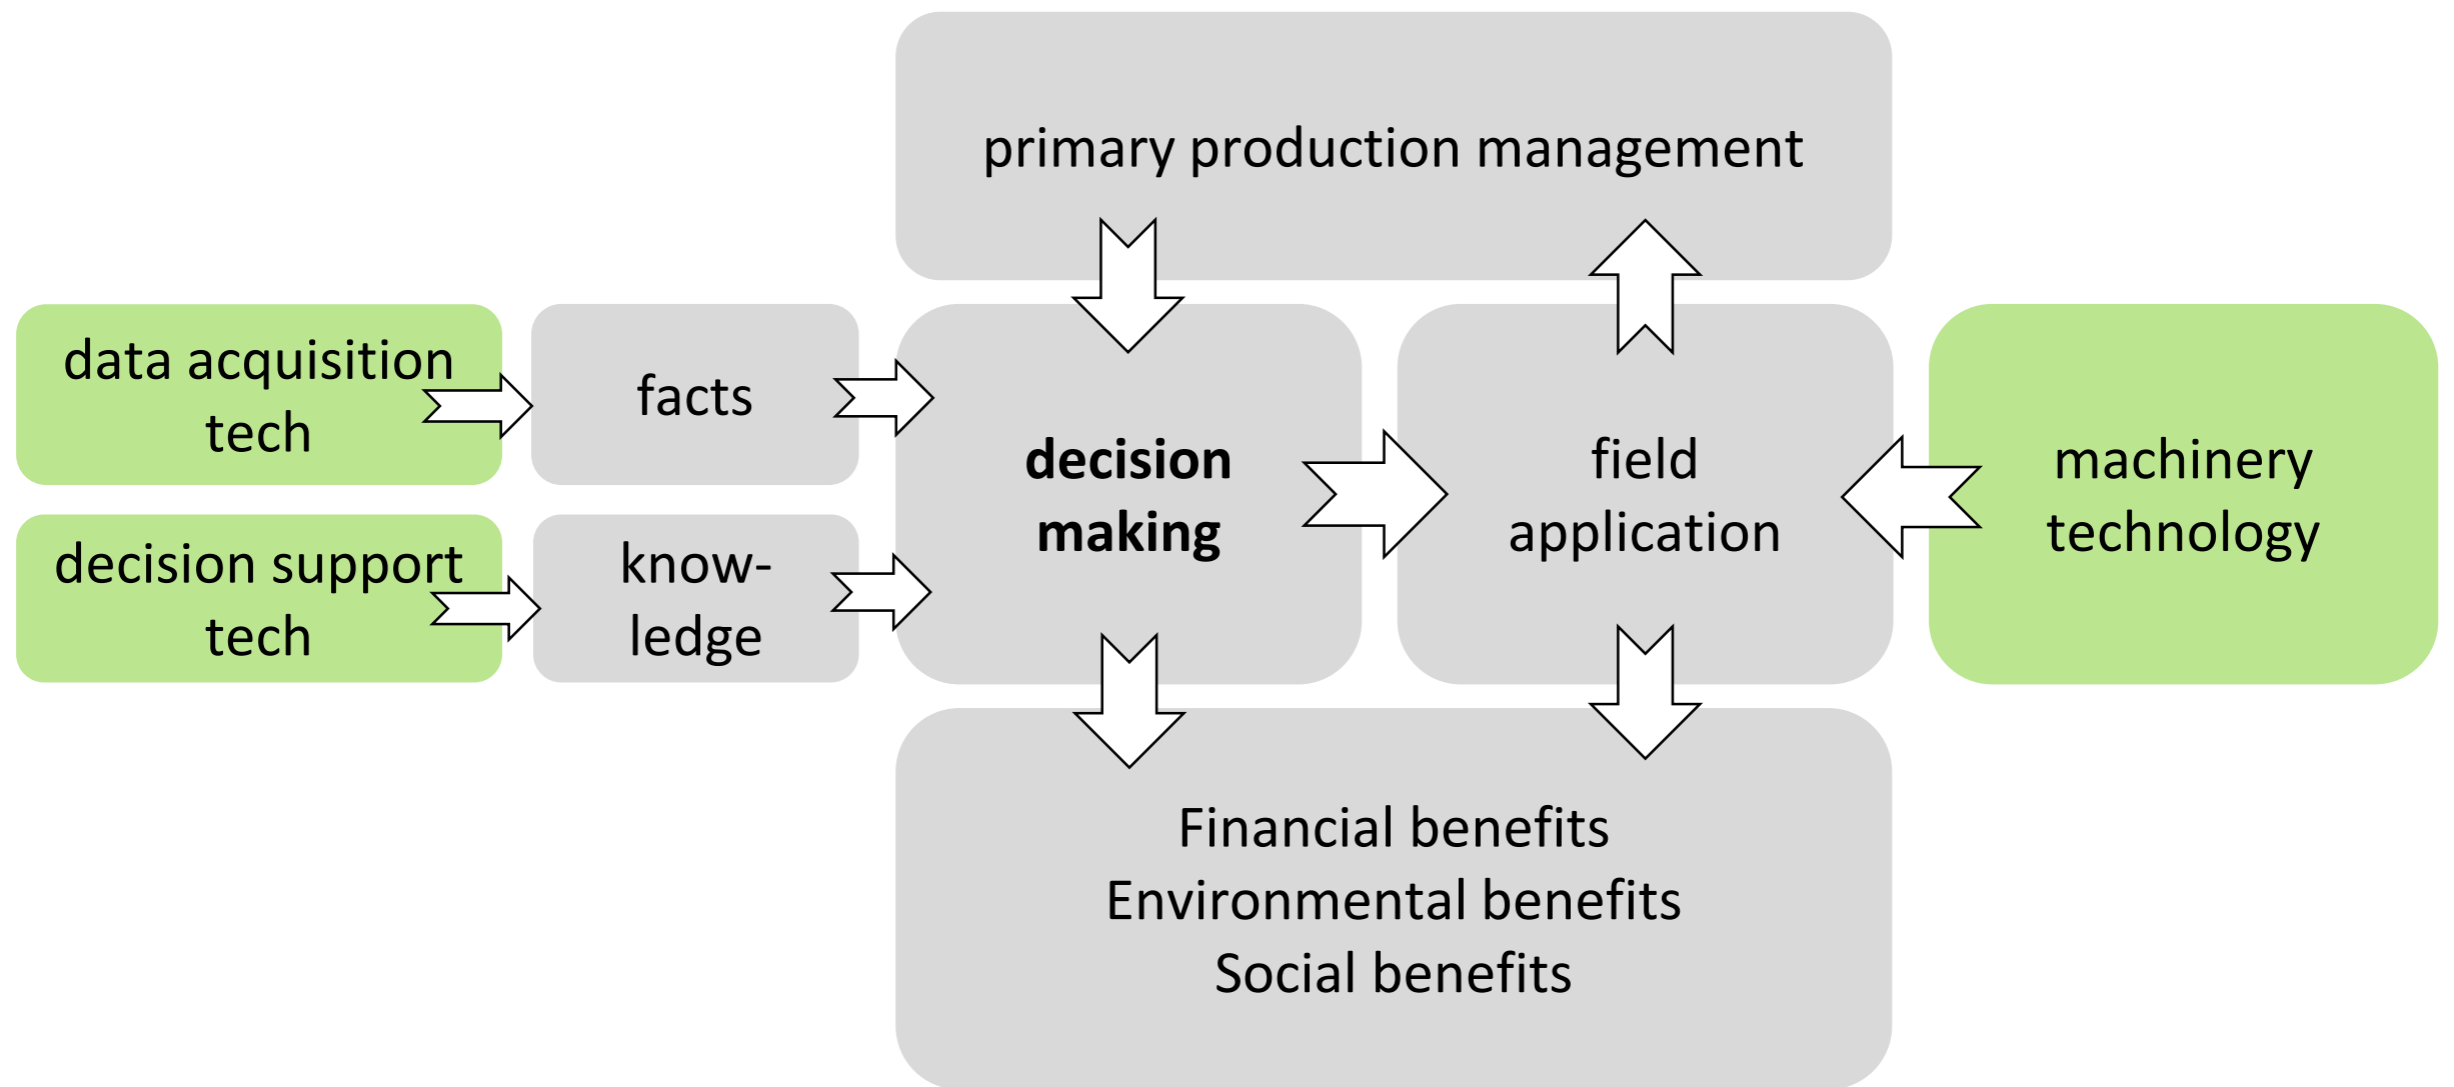 primary production management
data acquisition
tech
facts
decision support
tech
know-
ledge
decision
making
field
application
machinery
technology
Financial benefits
Environmental benefits
Social benefits